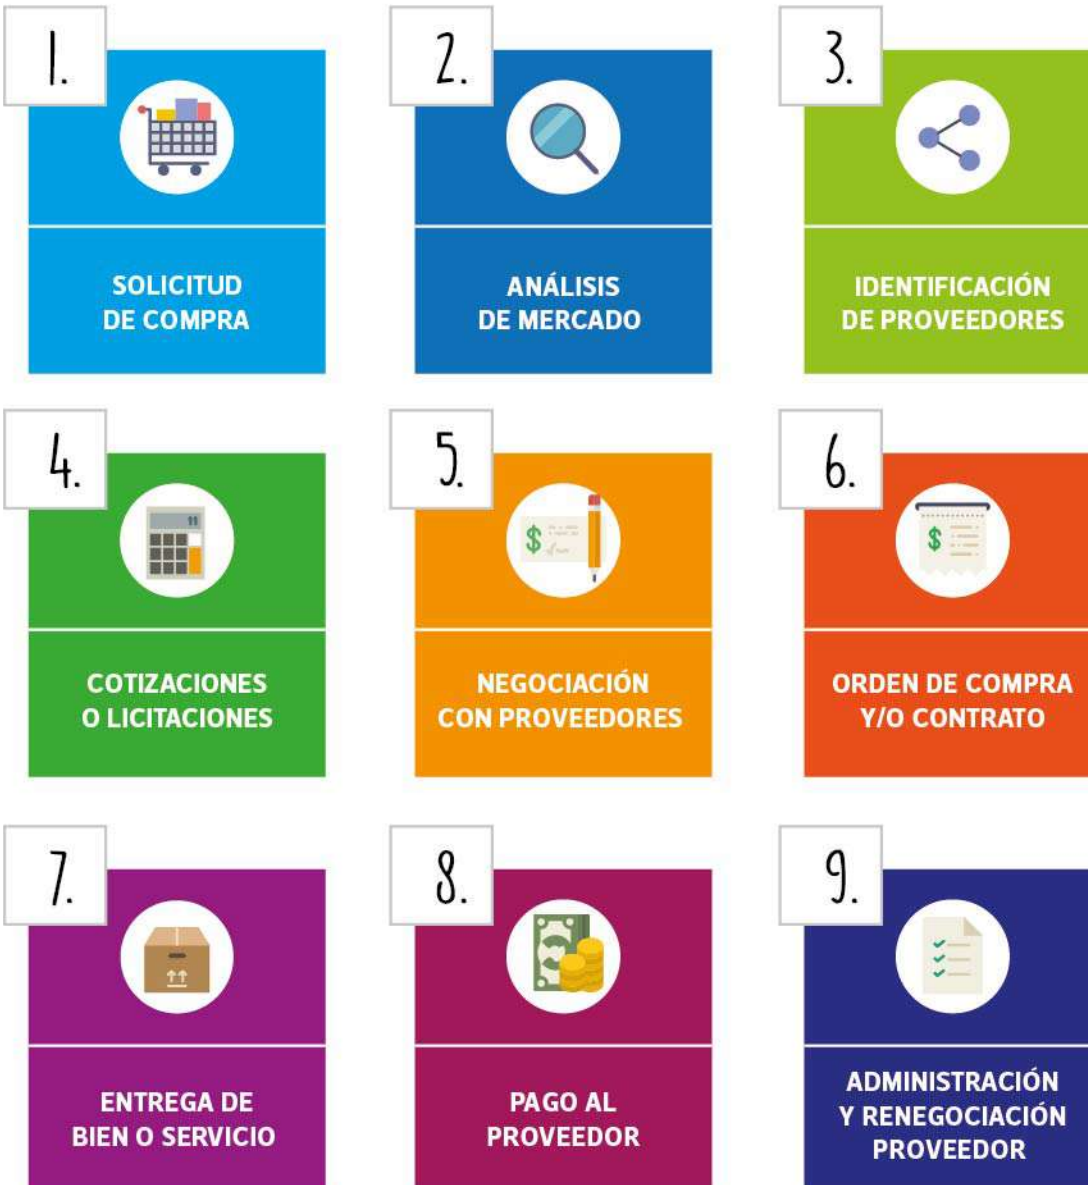 1.
SOLICITUD
DE COMPRA
2.
ANÁLISIS
DE MERCADO
3.
IDENTIFICACIÓN
DE PROVEEDORES
4.
11
COTIZACIONES
O LICITACIONES
5.
$
NEGOCIACIÓN
CON PROVEEDORES
6.
$
ORDEN DE COMPRA
Y/O CONTRATO
7.
ENTREGA DE
BIEN O SERVICIO
8.
PAGO AL
PROVEEDOR
9.
ADMINISTRACIÓN
Y RENEGOCIACIÓN
PROVEEDOR